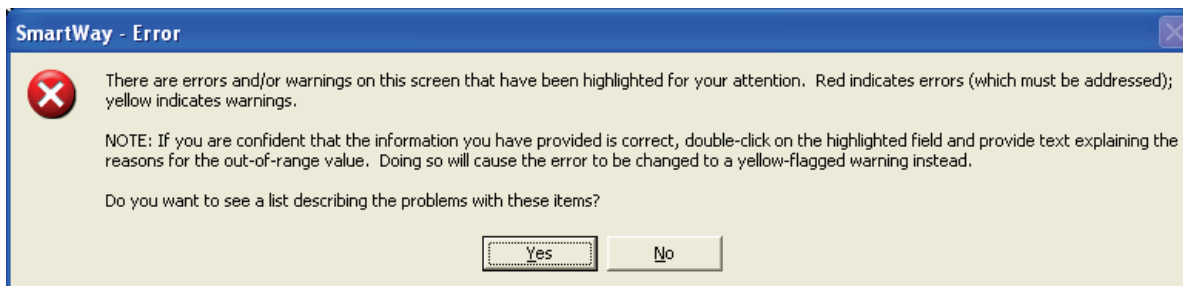 SmartWay - Error
There are errors and/or warnings on this screen that have been highlighted for your attention.  Red indicates errors (which must be addressed);
yellow indicates warnings.
NOTE: If you are confident that the information you have provided is correct, double-click on the highlighted field and provide text explaining the
reasons for the out-of-range value.  Doing so will cause the error to be changed to a yellow-flagged warning instead.
Do you want to see a list describing the problems with these items?
Yes No